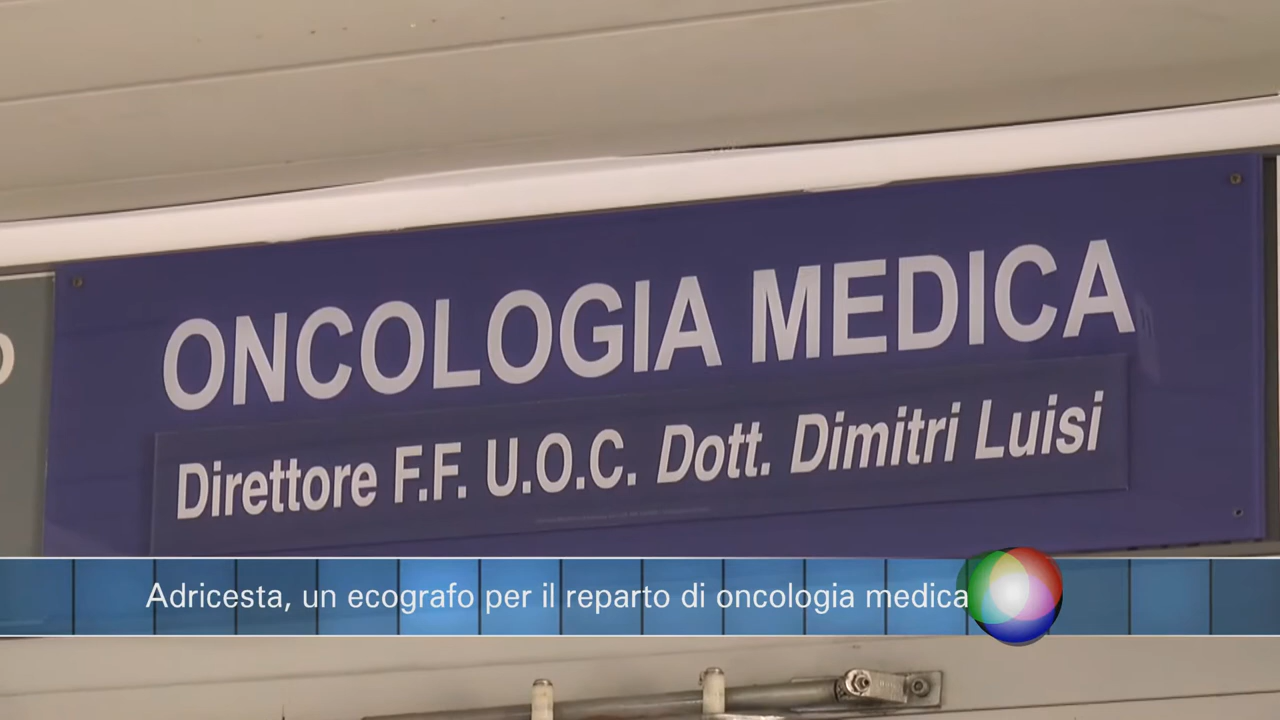 ONCOLOGIA MEDICA
Direttore F.F. U.O.C. Dott. Dimitri Luisi
Adricesta, un ecografo per il reparto di oncologia medica